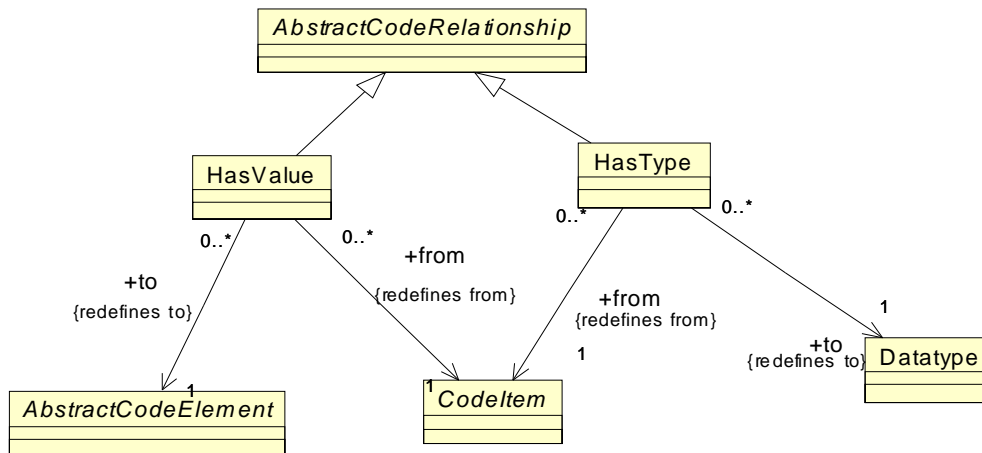 AbstractCodeRelationship
HasValue
HasType
0..*
0..*
0..*
0..*
+to
{redefines to}
+from
{redefines from}
+from
{redefines from}
1
1
+to
{redefines to}
Datatype
1
AbstractCodeElement
1
CodeItem